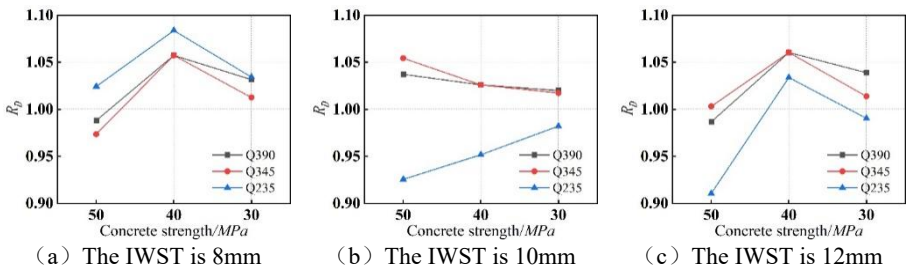 1.10
1.05
1.00
0.95
0.90
R_D
50 40 30
Concrete strength/MPa
Q390
Q345
Q235
（a） The IWST is 8mm
1.10
1.05
1.00
0.95
0.90
R_D
50 40 30
Concrete strength/MPa
Q390
Q345
Q235
（b） The IWST is 10mm
1.10
1.05
1.00
0.95
0.90
R_D
50 40 30
Concrete strength/MPa
Q390
Q345
Q235
（c） The IWST is 12mm